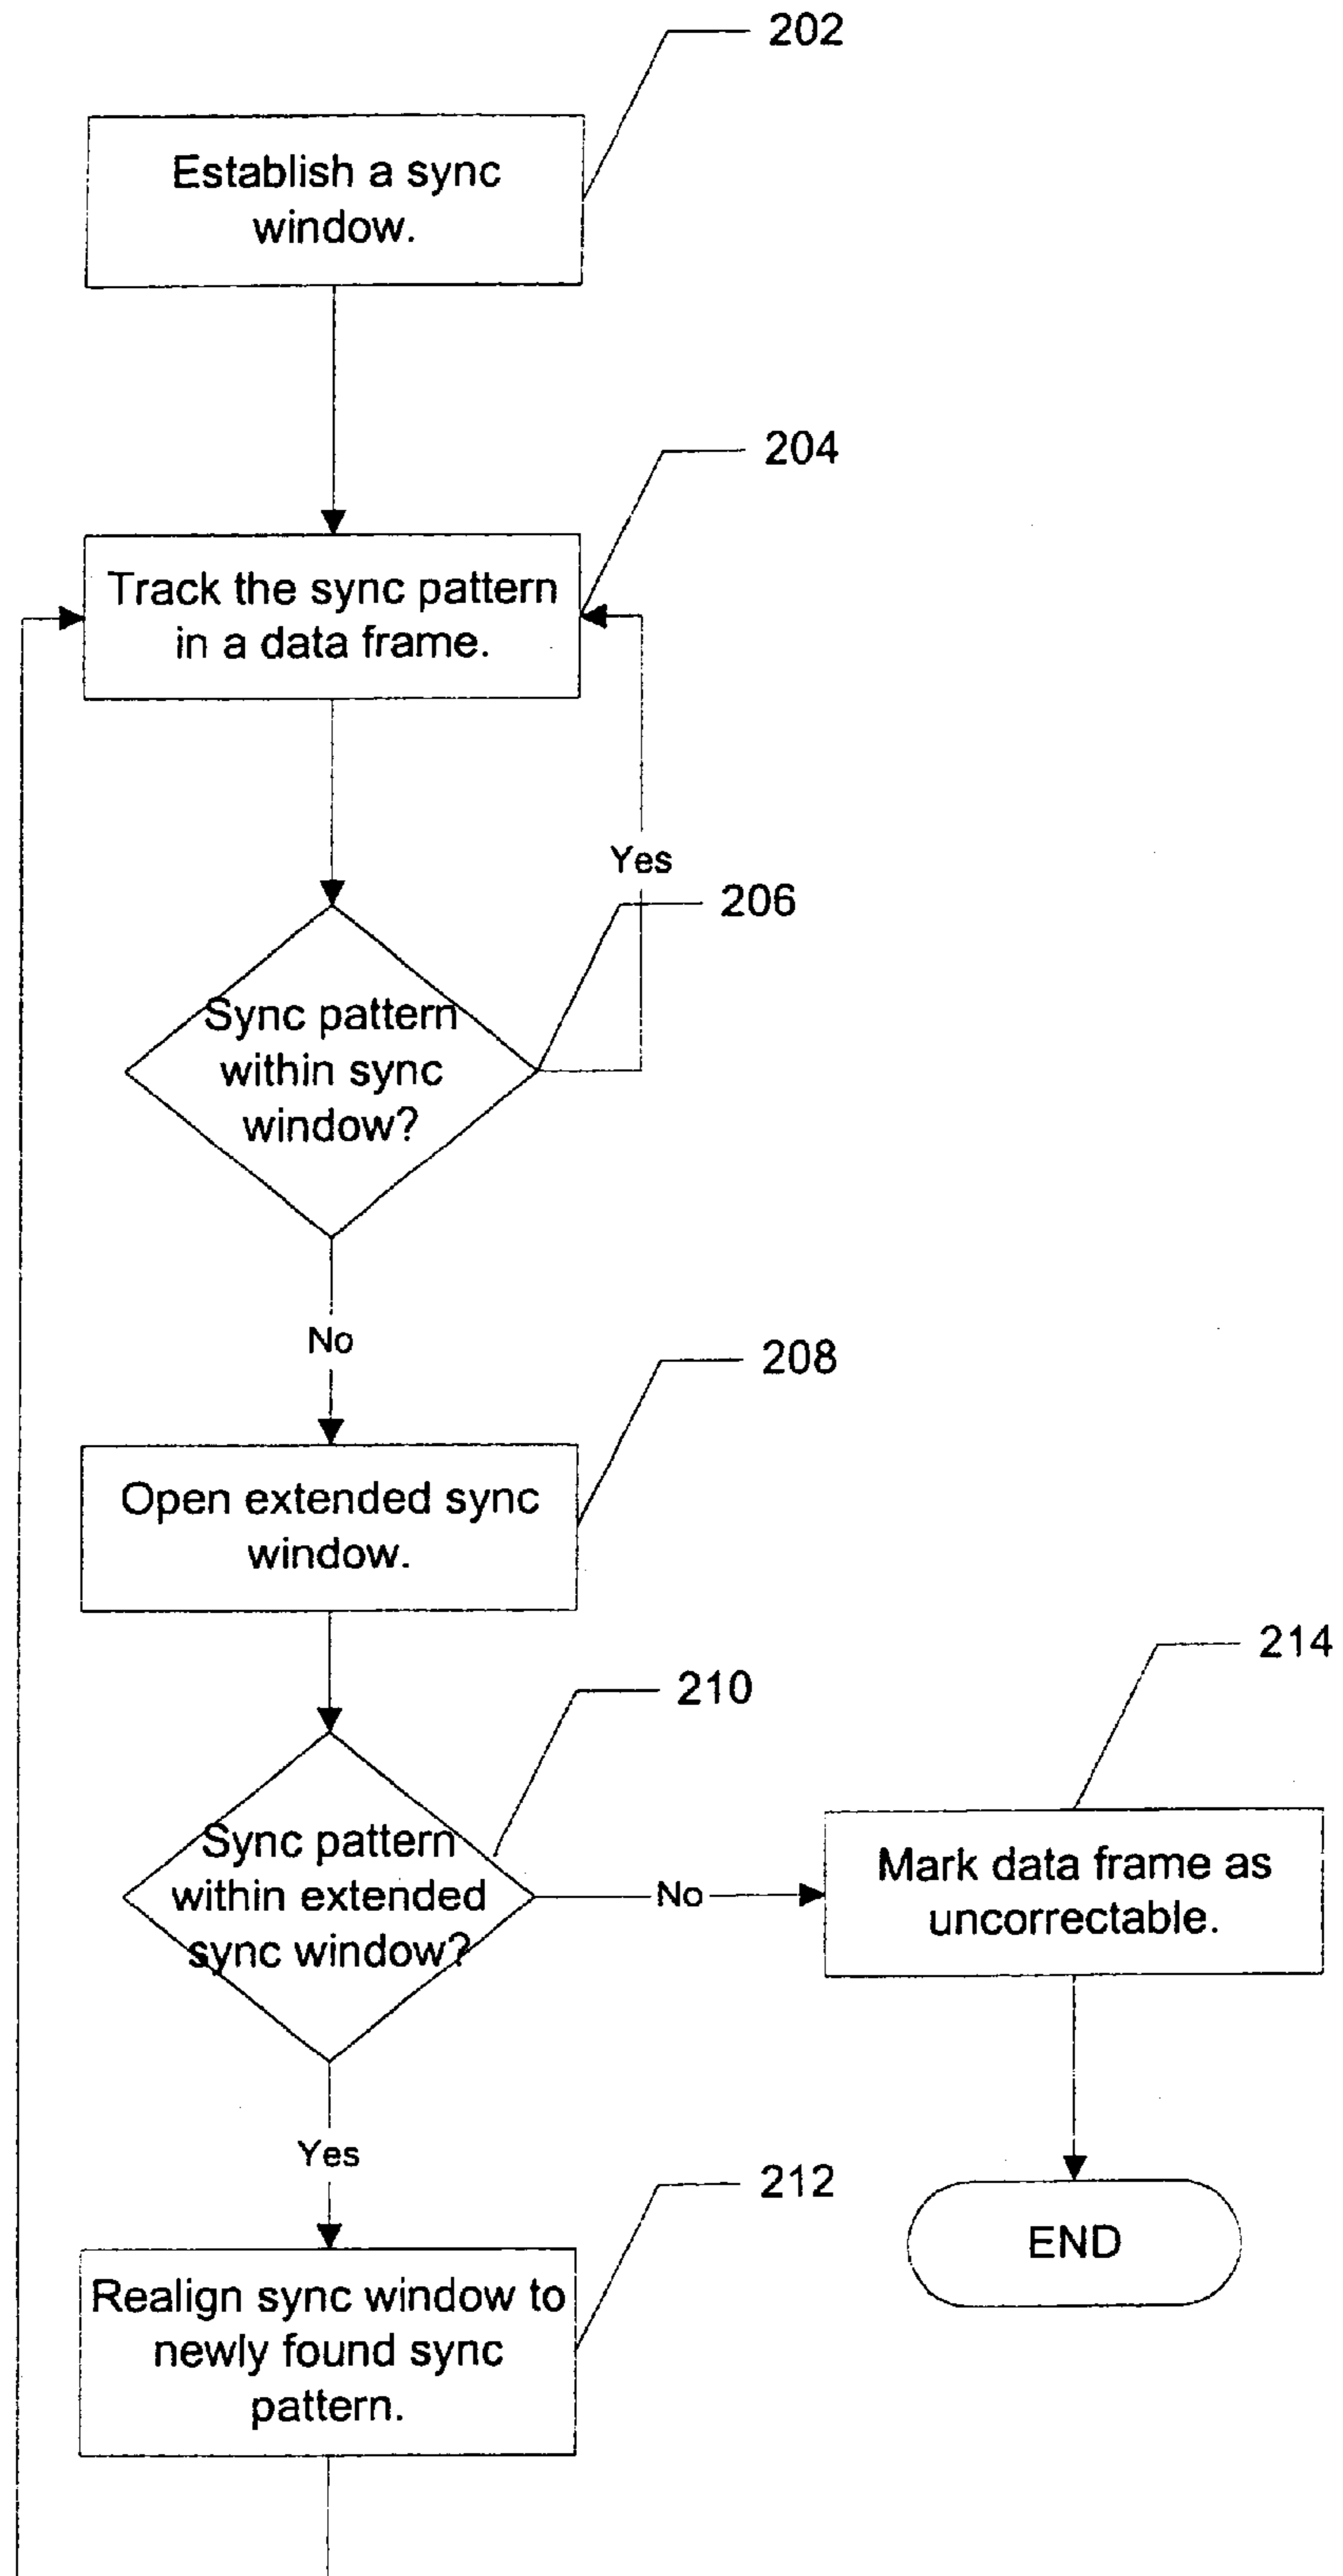 202
Establish a sync
window.
204
Track the sync pattern
in a data frame.
Yes
206
Sync pattern
within sync
window?
No
208
Open extended sync
window.
214
210
Sync pattern
within extended
sync window?
No
Mark data frame as
uncorrectable.
Yes
212
END
Realign sync window to
newly found sync
pattern.